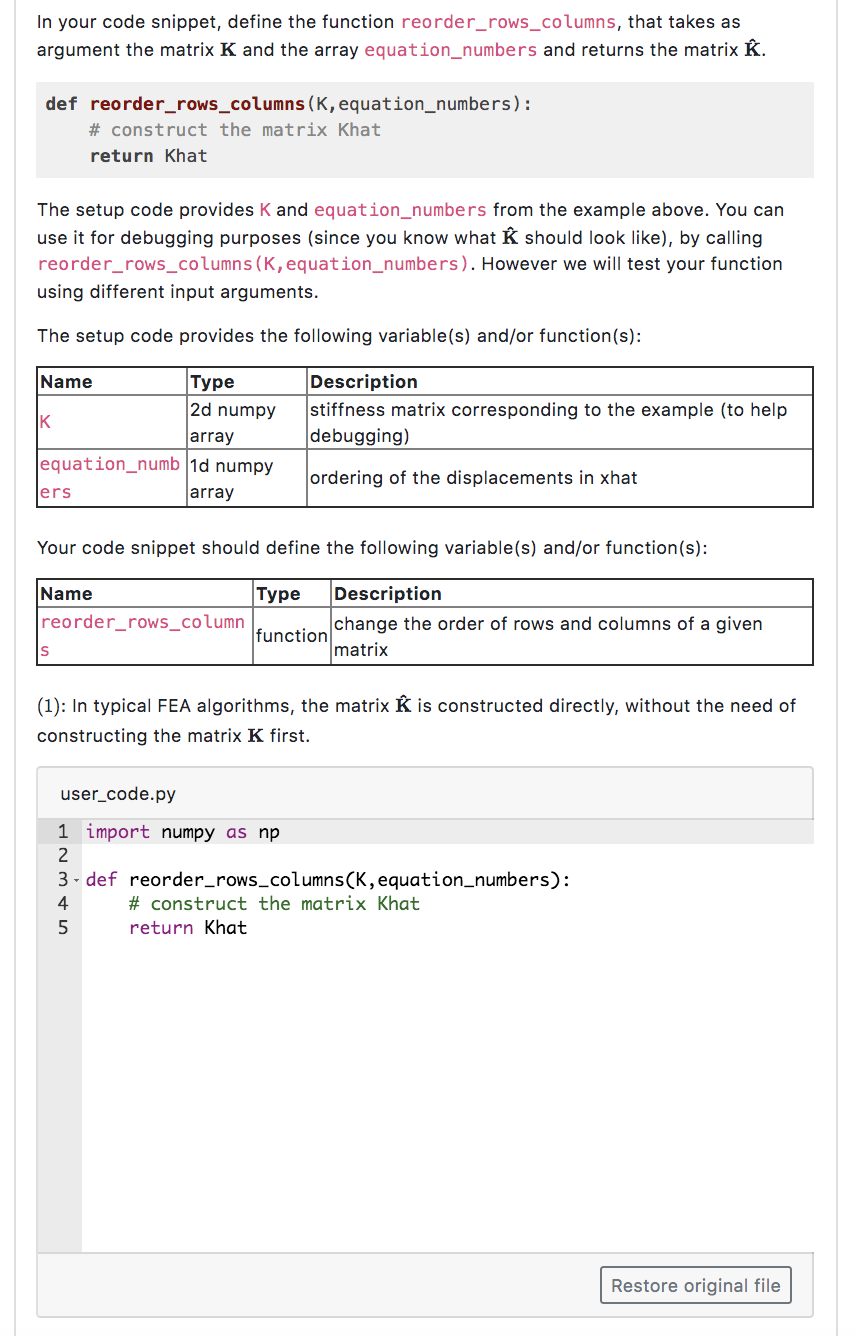 In your code snippet, define the function reorder_rows_columns, that takes as
argument the matrix K and the array equation_numbers and returns the matrix K̂.
def reorder_rows_columns(K,equation_numbers):
    # construct the matrix Khat
    return Khat
The setup code provides K and equation_numbers from the example above. You can
use it for debugging purposes (since you know what K̂ should look like), by calling
reorder_rows_columns(K,equation_numbers). However we will test your function
using different input arguments.
The setup code provides the following variable(s) and/or function(s):
Name Type Description
K 2d numpy array stiffness matrix corresponding to the example (to help debugging)
equation_numbers 1d numpy array ordering of the displacements in xhat
Your code snippet should define the following variable(s) and/or function(s):
Name Type Description
reorder_rows_columns function change the order of rows and columns of a given matrix
(1): In typical FEA algorithms, the matrix K̂ is constructed directly, without the need of
constructing the matrix K first.
user_code.py
1 import numpy as np
2
3 def reorder_rows_columns(K,equation_numbers):
4     # construct the matrix Khat
5     return Khat
Restore original file